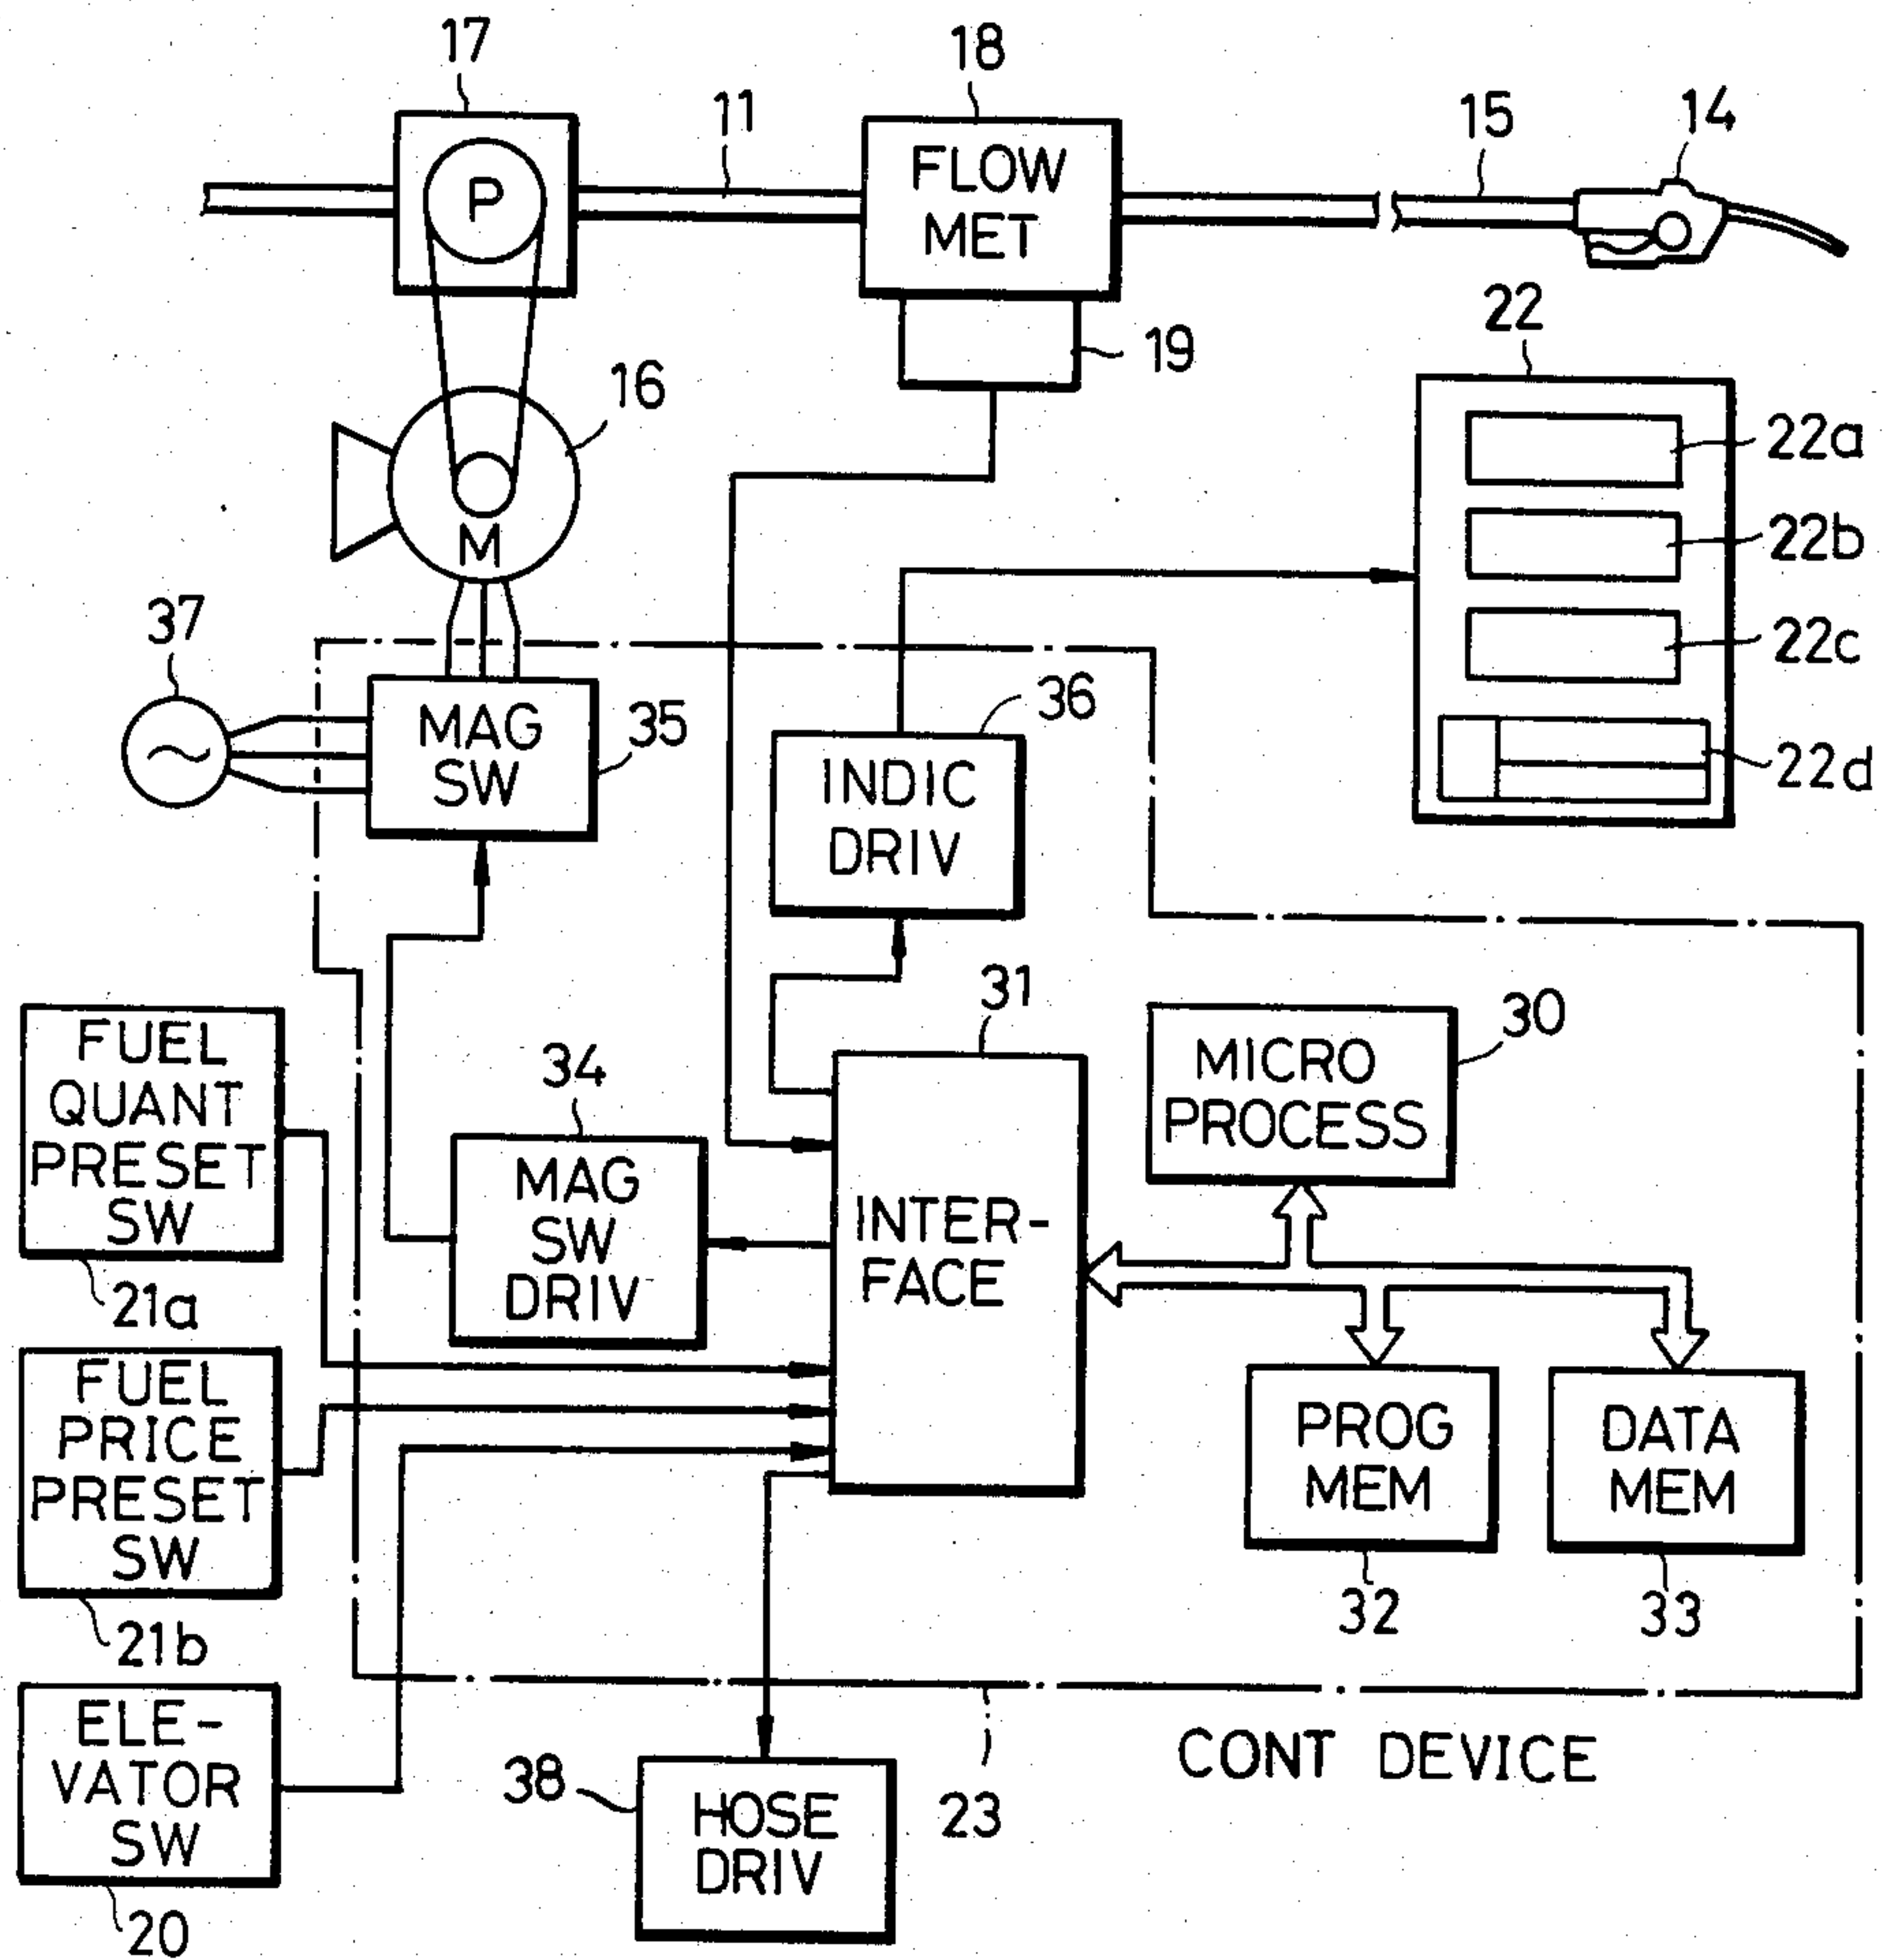 17
18
11
15
14
P
FLOW
MET
22
19
16
22a
22b
M
37
22c
36
35
MAG
SW
22d
INDIC
DRIV
31
30
FUEL
QUANT
PRESET
SW
34
MICRO
PROCESS
MAG
SW
DRIV
INTER-
FACE
21a
FUEL
PRICE
PRESET
SW
PROG
MEM
DATA
MEM
32
33
21b
ELE-
VATOR
SW
CONT DEVICE
38
23
HOSE
DRIV
20